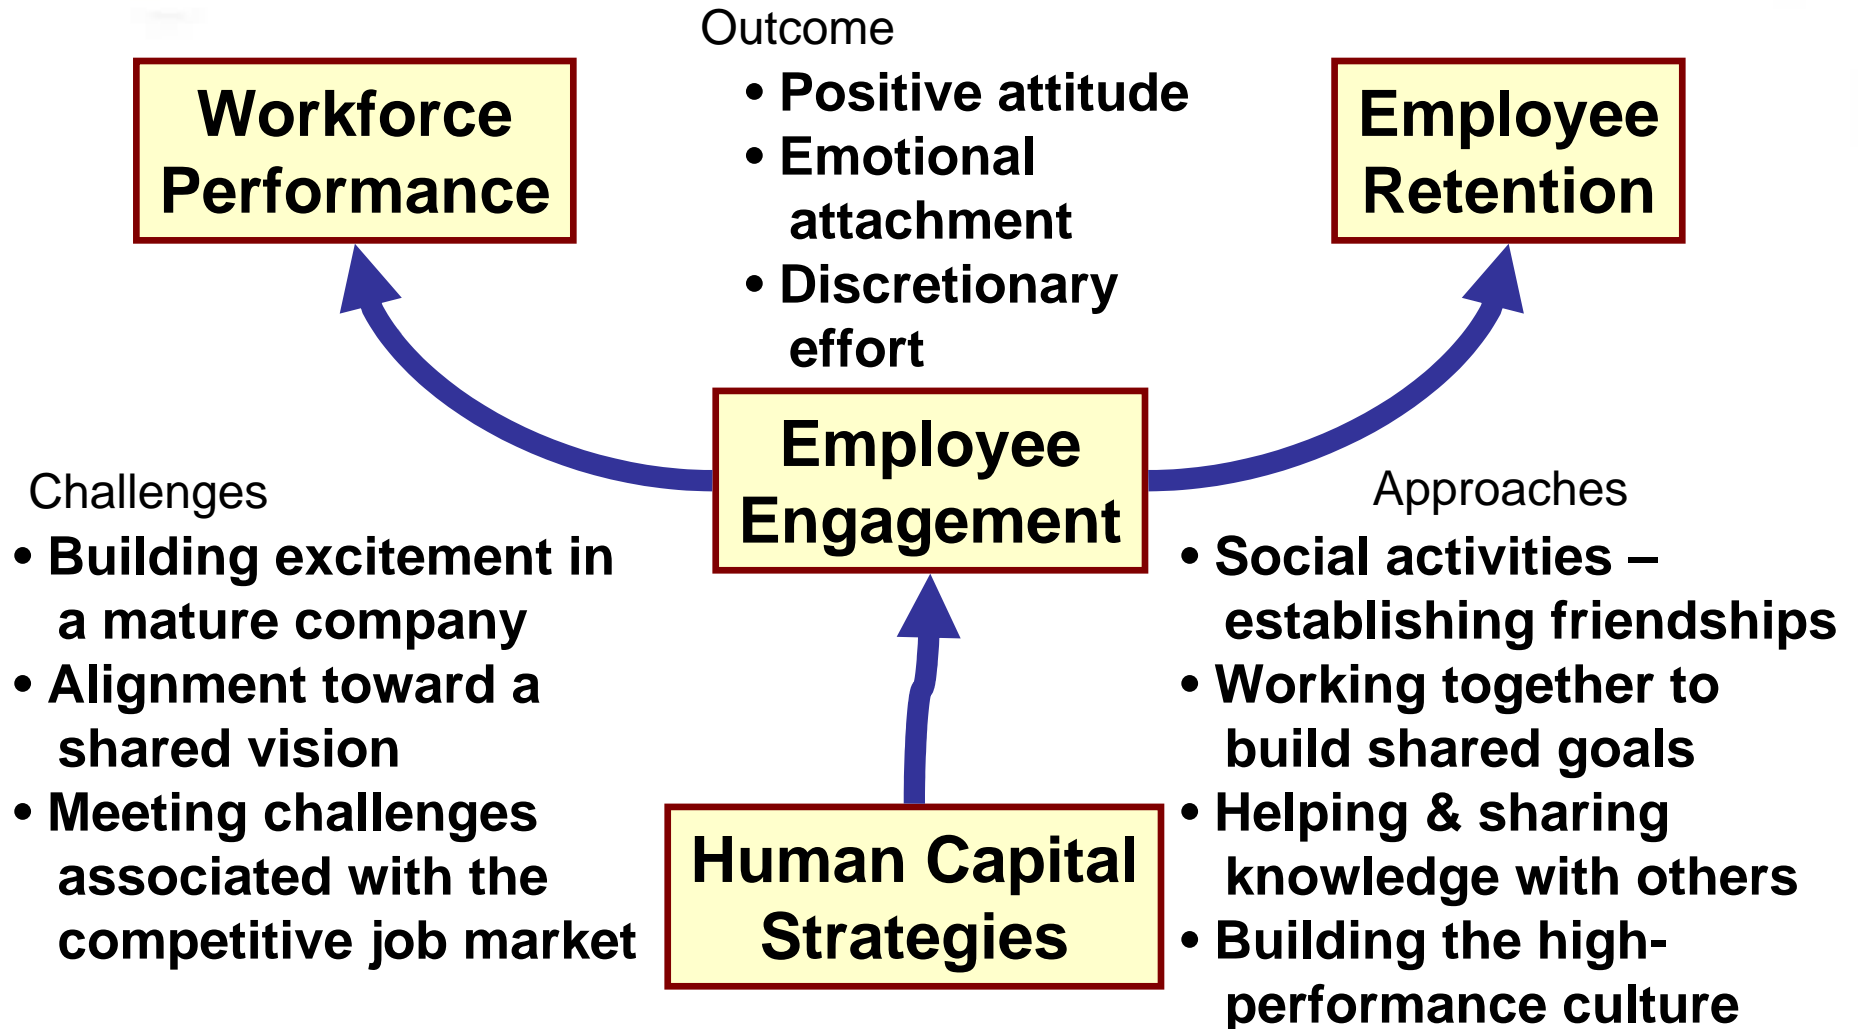 Outcome
Workforce
Performance
• Positive attitude
• Emotional
attachment
• Discretionary
effort
Employee
Retention
Employee
Engagement
Challenges
• Building excitement in
a mature company
• Alignment toward a
shared vision
• Meeting challenges
associated with the
competitive job market
Human Capital
Strategies
Approaches
• Social activities –
establishing friendships
• Working together to
build shared goals
• Helping & sharing
knowledge with others
• Building the high-
performance culture